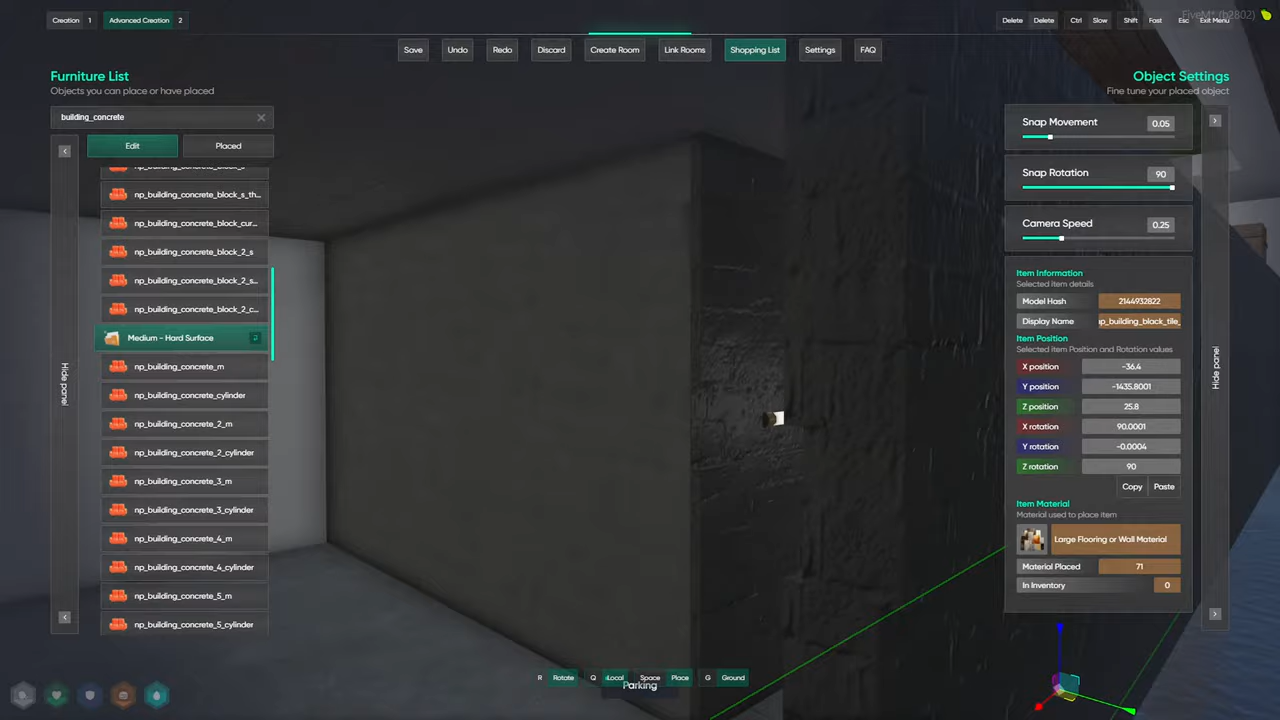 Creation 1 Advanced Creation 2
FiveM* (b2802)
Delete Delete Ctrl Slow Shift Fast Esc Exit Menu
Save Undo Redo Discard Create Room Link Rooms Shopping List Settings FAQ
Furniture List
Objects you can place or have placed
building_concrete
Edit Placed
np_building_concrete_block_s_th...
np_building_concrete_block_cur...
np_building_concrete_block_2_s
np_building_concrete_block_2_s...
np_building_concrete_block_2_c...
Medium - Hard Surface
np_building_concrete_m
np_building_concrete_cylinder
np_building_concrete_2_m
np_building_concrete_2_cylinder
np_building_concrete_3_m
np_building_concrete_3_cylinder
np_building_concrete_4_m
np_building_concrete_4_cylinder
np_building_concrete_5_m
np_building_concrete_5_cylinder
Hide panel
R Rotate Q Local Space Place G Ground
Parking
Object Settings
Fine tune your placed object
Snap Movement 0.05
Snap Rotation 90
Camera Speed 0.25
Item Information
Selected item details
Model Hash 2144932822
Display Name np_building_black_tile_
Item Position
Selected item Position and Rotation values
X position -36.4
Y position -1435.8001
Z position 25.8
X rotation 90.0001
Y rotation -0.0004
Z rotation 90
Copy Paste
Item Material
Material used to place item
Large Flooring or Wall Material
Material Placed 71
In Inventory 0
Hide panel